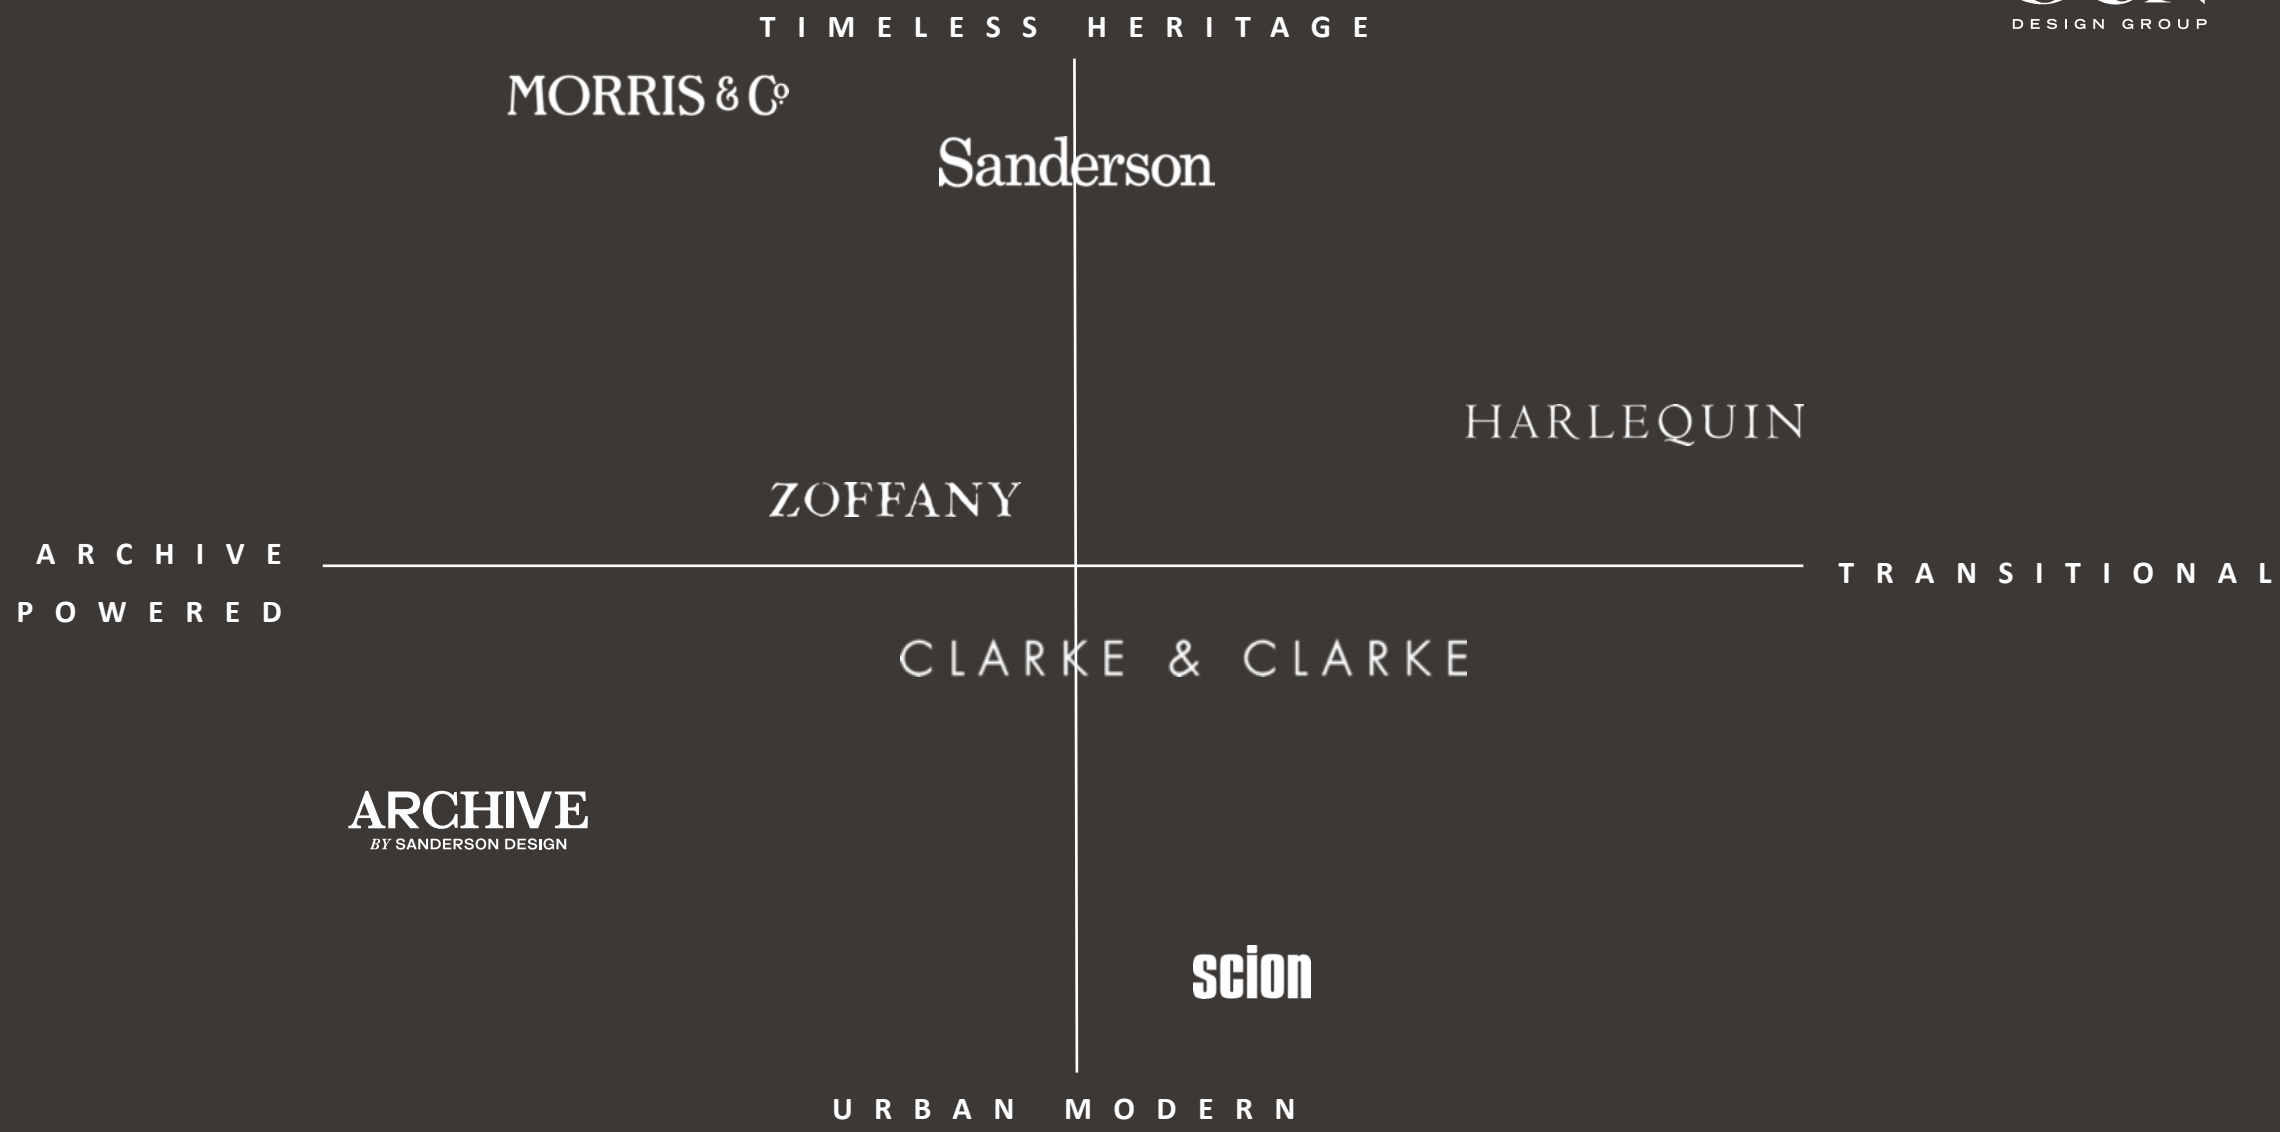 TIMELESS HERITAGE
DESIGN GROUP
MORRIS & Co
Sanderson
HARLEQUIN
ZOFFANY
ARCHIVE
POWERED
TRANSITIONAL
CLARKE & CLARKE
ARCHIVE
BY SANDERSON DESIGN
scion
URBAN MODERN